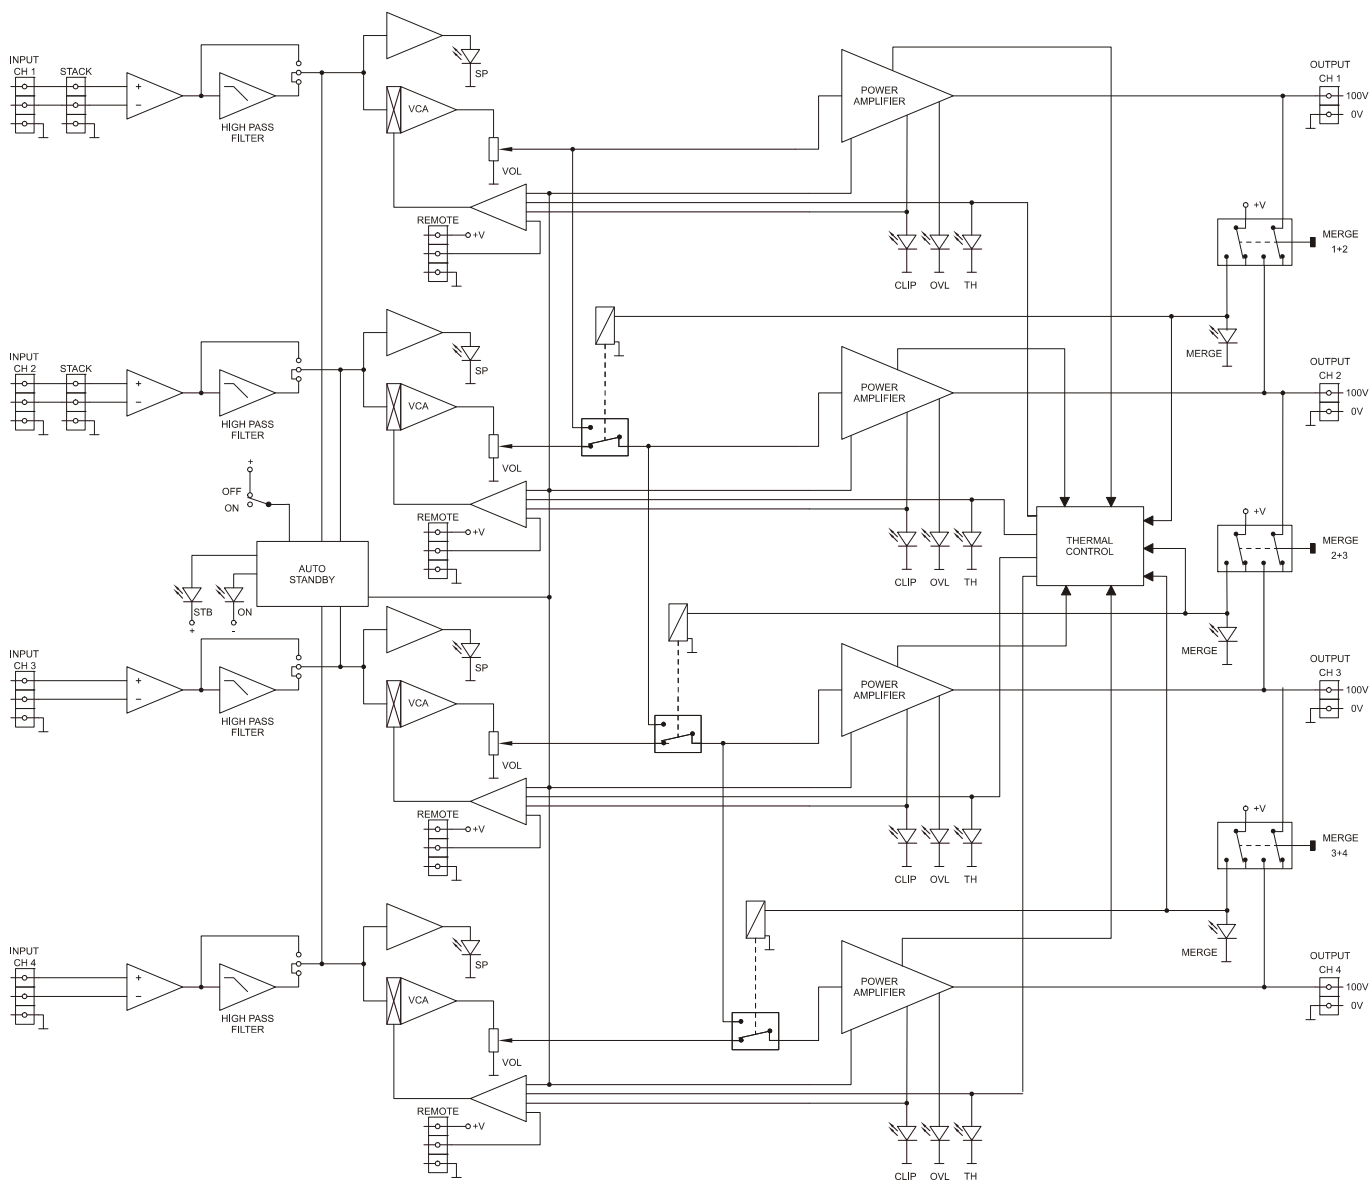 INPUT
CH 1
STACK
+
−
HIGH PASS
FILTER
SP
VCA
VOL
REMOTE
+V
POWER
AMPLIFIER
CLIP
OVL
TH
OUTPUT
CH 1
100V
0V
+V
MERGE
1+2
MERGE
INPUT
CH 2
STACK
+
−
HIGH PASS
FILTER
SP
VCA
VOL
REMOTE
+V
POWER
AMPLIFIER
CLIP
OVL
TH
OUTPUT
CH 2
100V
0V
+
OFF
ON
AUTO
STANDBY
STB
+
ON
-
THERMAL
CONTROL
+V
MERGE
2+3
MERGE
INPUT
CH 3
+
−
HIGH PASS
FILTER
SP
VCA
VOL
REMOTE
+V
POWER
AMPLIFIER
CLIP
OVL
TH
OUTPUT
CH 3
100V
0V
+V
MERGE
3+4
MERGE
INPUT
CH 4
+
−
HIGH PASS
FILTER
SP
VCA
VOL
REMOTE
+V
POWER
AMPLIFIER
CLIP
OVL
TH
OUTPUT
CH 4
100V
0V